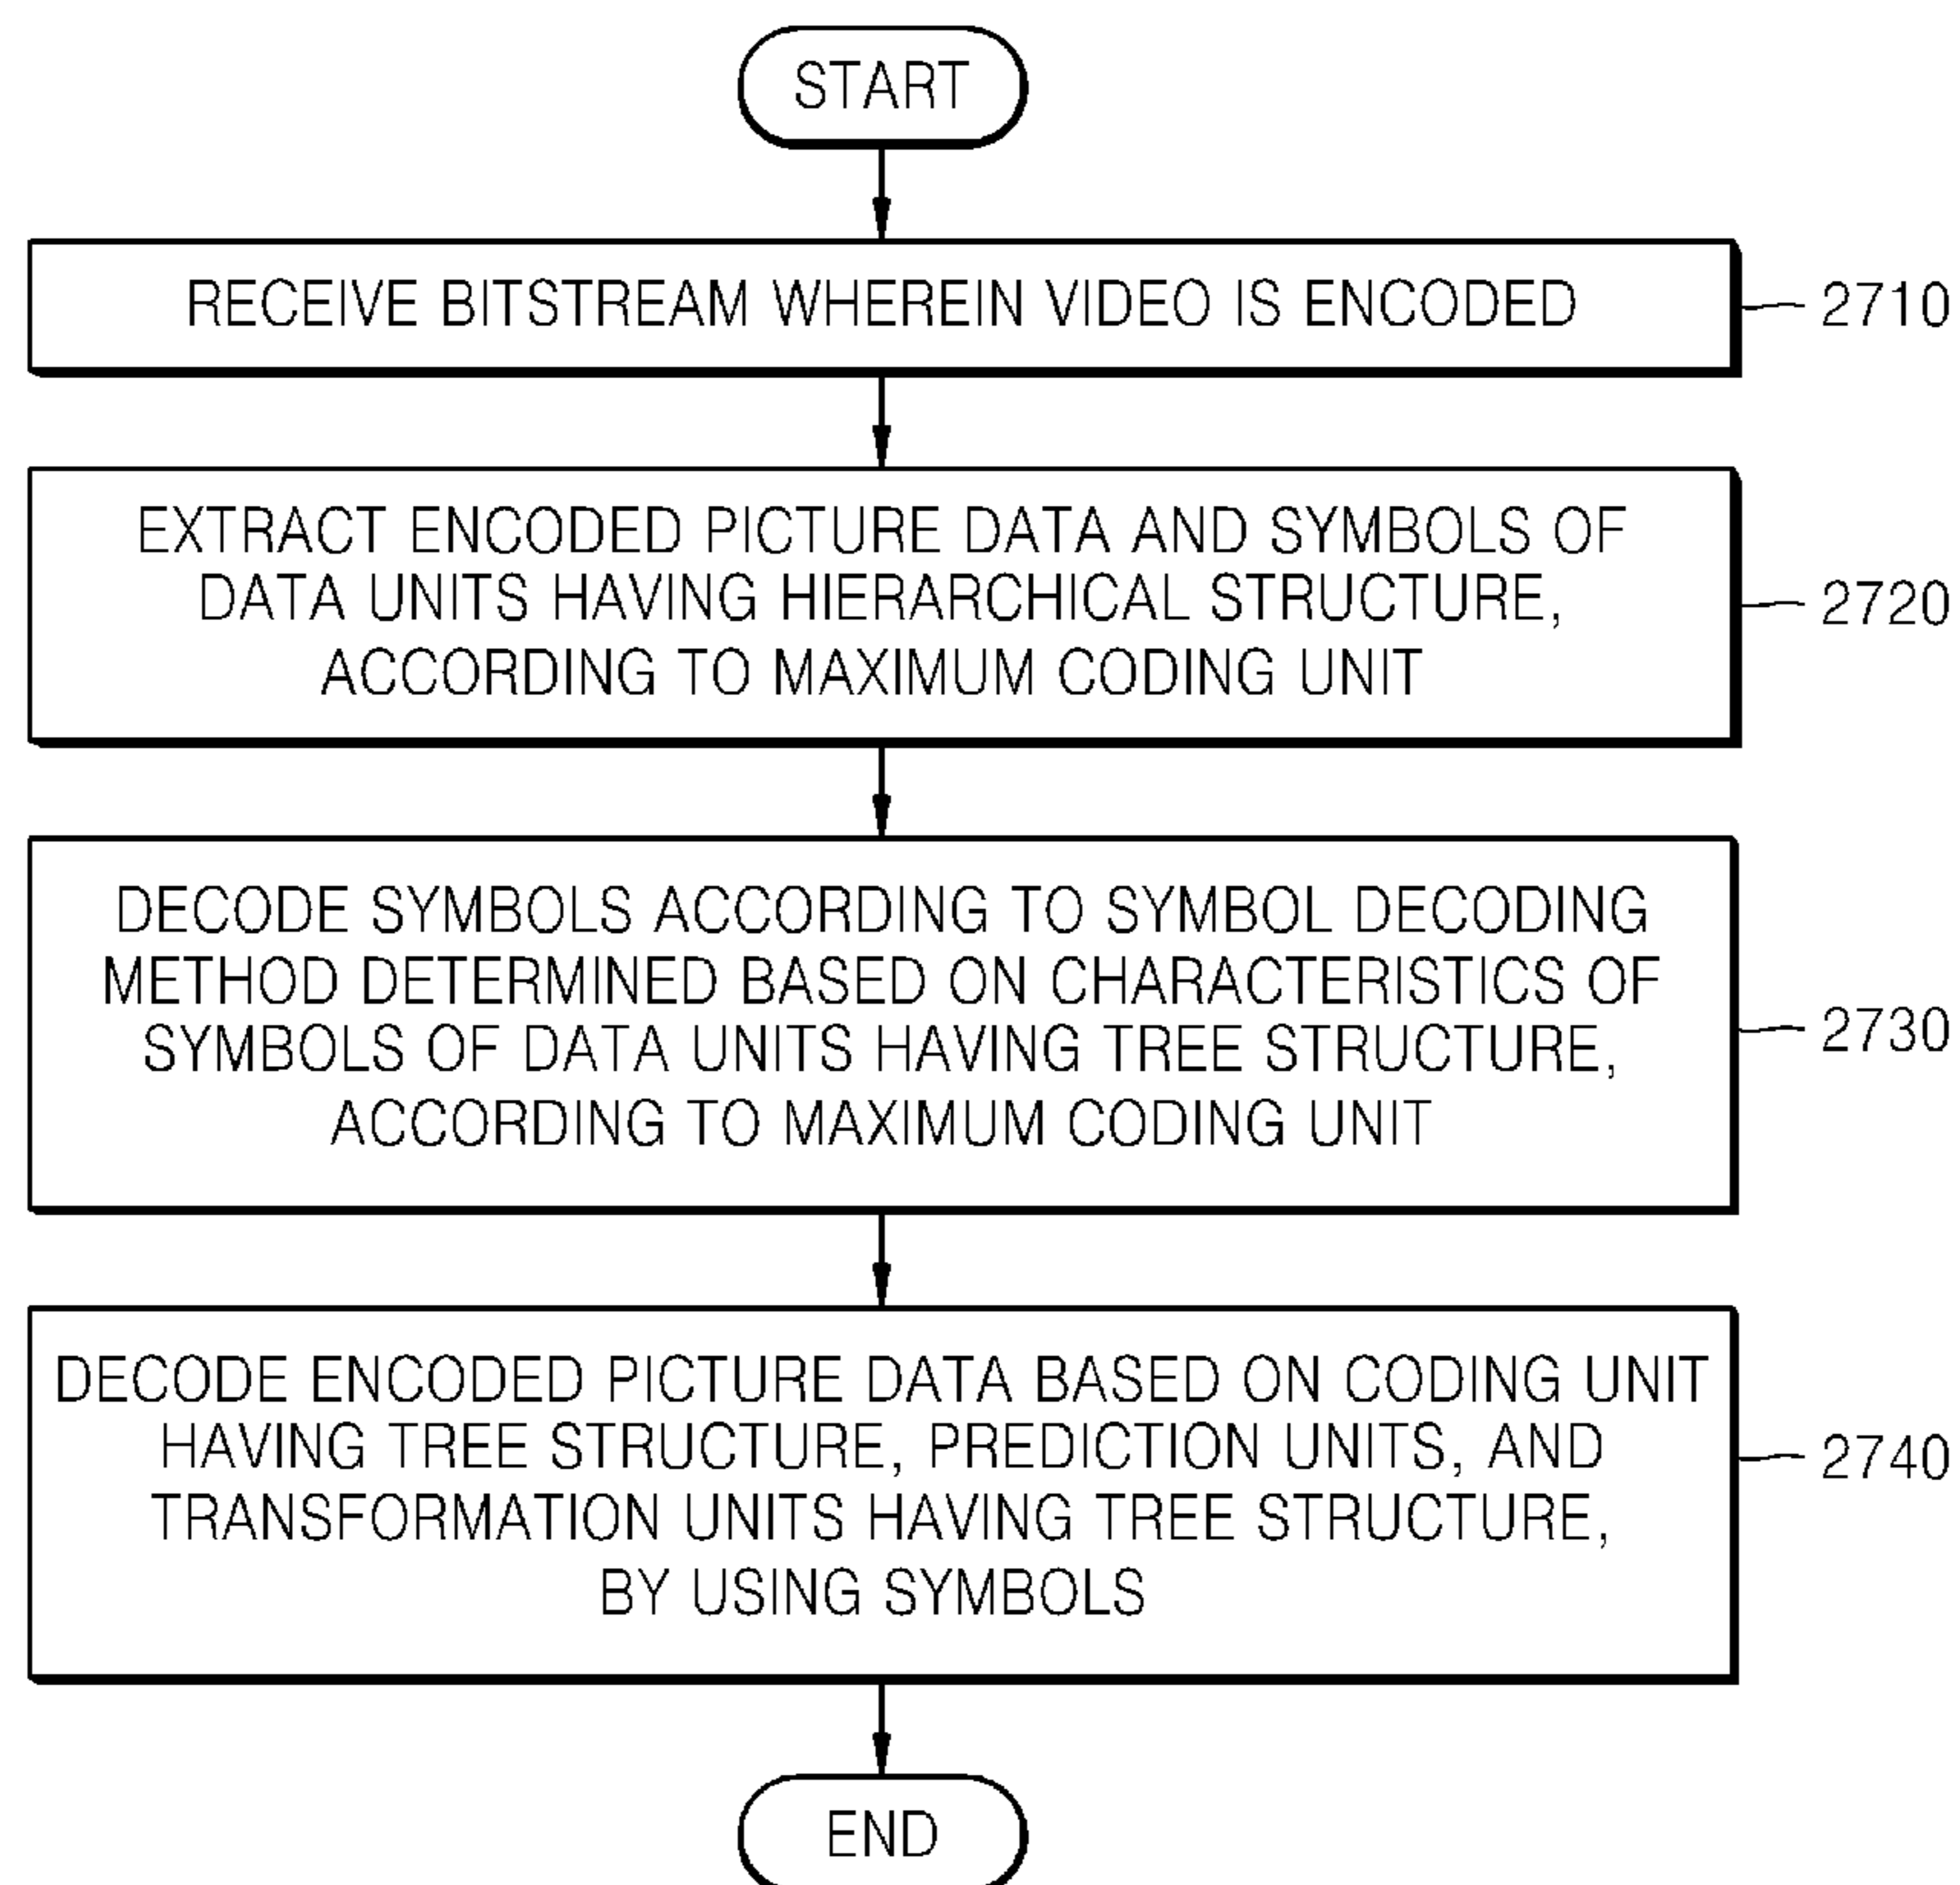 START
RECEIVE BITSTREAM WHEREIN VIDEO IS ENCODED
2710
EXTRACT ENCODED PICTURE DATA AND SYMBOLS OF
DATA UNITS HAVING HIERARCHICAL STRUCTURE,
ACCORDING TO MAXIMUM CODING UNIT
2720
DECODE SYMBOLS ACCORDING TO SYMBOL DECODING
METHOD DETERMINED BASED ON CHARACTERISTICS OF
SYMBOLS OF DATA UNITS HAVING TREE STRUCTURE,
ACCORDING TO MAXIMUM CODING UNIT
2730
DECODE ENCODED PICTURE DATA BASED ON CODING UNIT
HAVING TREE STRUCTURE, PREDICTION UNITS, AND
TRANSFORMATION UNITS HAVING TREE STRUCTURE,
BY USING SYMBOLS
2740
END